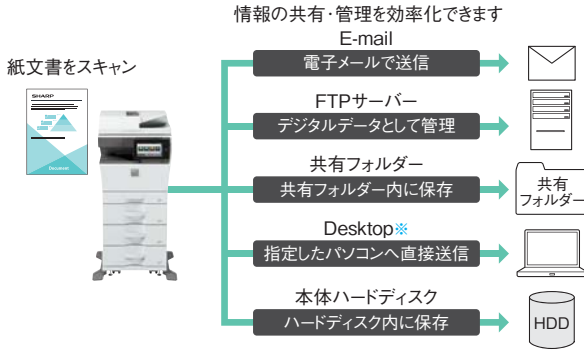 情報の共有・管理を効率化できます
紙文書をスキャン
SHARP
Document
E-mail
電子メールで送信
FTPサーバー
デジタルデータとして管理
共有フォルダー
共有フォルダー内に保存
共有
フォルダー
Desktop※
指定したパソコンへ直接送信
本体ハードディスク
ハードディスク内に保存
HDD